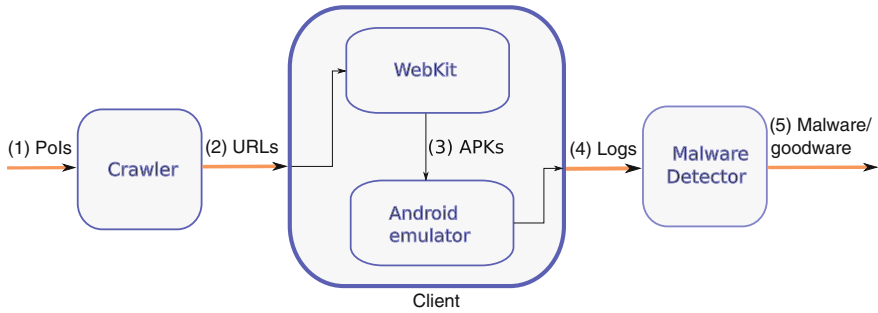 (1) PoIs
Crawler
(2) URLs
WebKit
(3) APKs
Android
emulator
Client
(4) Logs
Malware
Detector
(5) Malware/
goodware